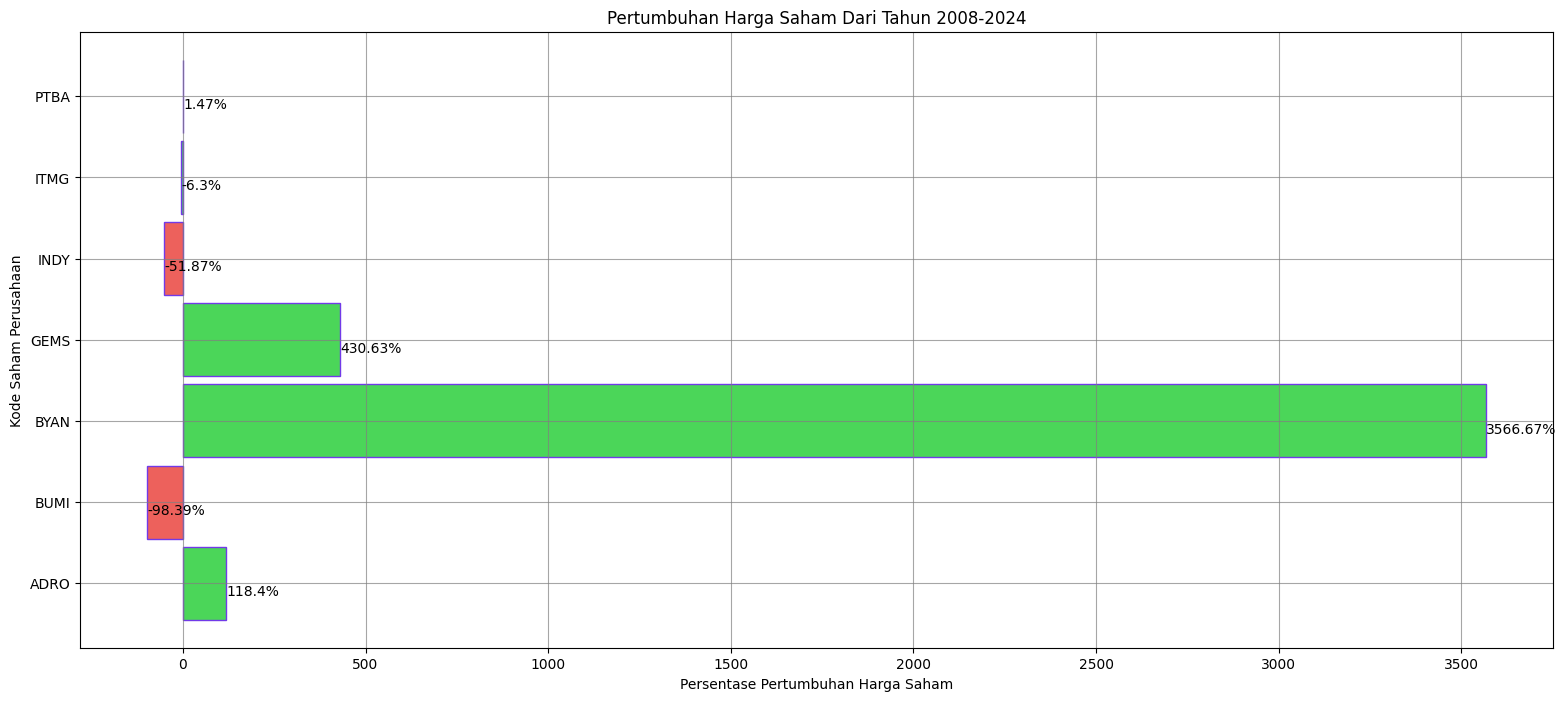 Pertumbuhan Harga Saham Dari Tahun 2008-2024
Kode Saham Perusahaan
PTBA
1.47%
ITMG
-6.3%
INDY
-51.87%
GEMS
430.63%
BYAN
3566.67%
BUMI
-98.39%
ADRO
118.4%
0
500
1000
1500
2000
2500
3000
3500
Persentase Pertumbuhan Harga Saham